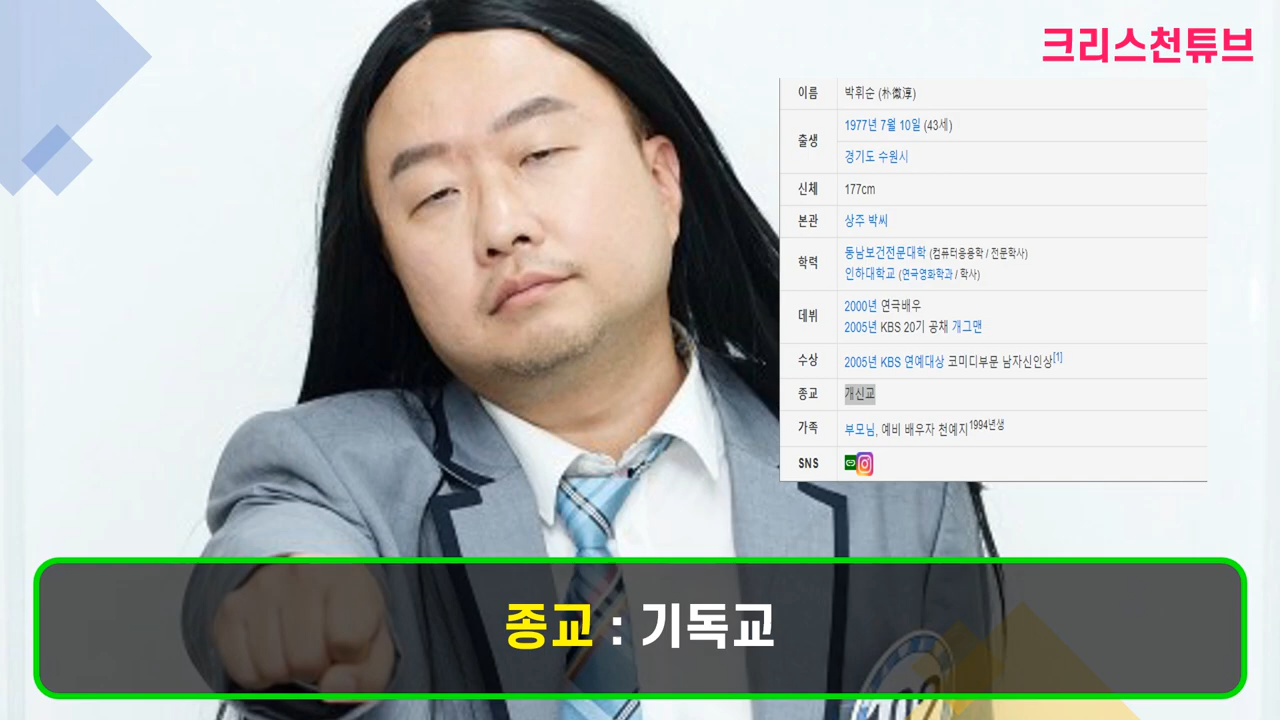 크리스천튜브
이름 박휘순 (朴徽淳)
출생 1977년 7월 10일 (43세)
경기도 수원시
신체 177cm
본관 상주 박씨
학력 동남보건전문대학 (컴퓨터응용학 / 전문학사)
인하대학교 (연극영화학과 / 학사)
데뷔 2000년 연극배우
2005년 KBS 20기 공채 개그맨
수상 2005년 KBS 연예대상 코미디부문 남자신인상[1]
종교 개신교
가족 부모님, 예비 배우자 천예지1994년생
SNS
종교 : 기독교